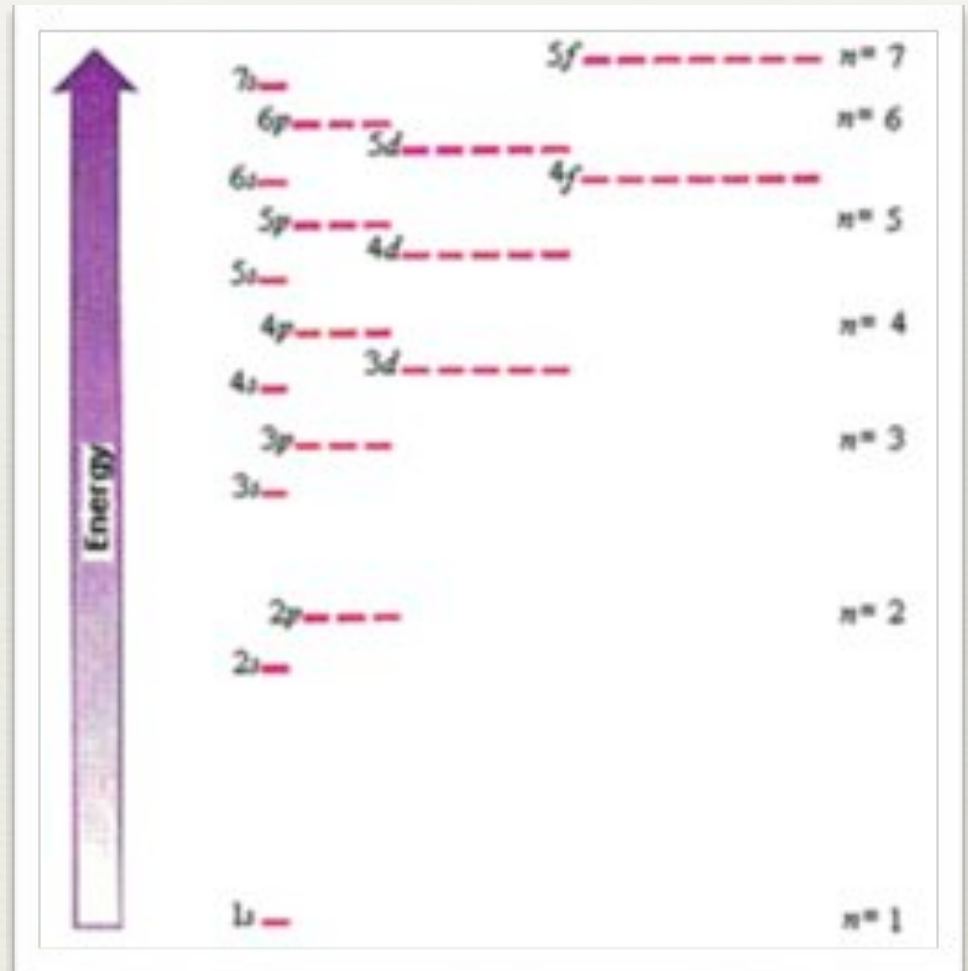 5f n= 7
7s
6p n= 6
5d
6s 4f
5p n= 5
4d
5s
4p n= 4
3d
4s
3p n= 3
3s
Energy
2p n= 2
2s
1s n= 1